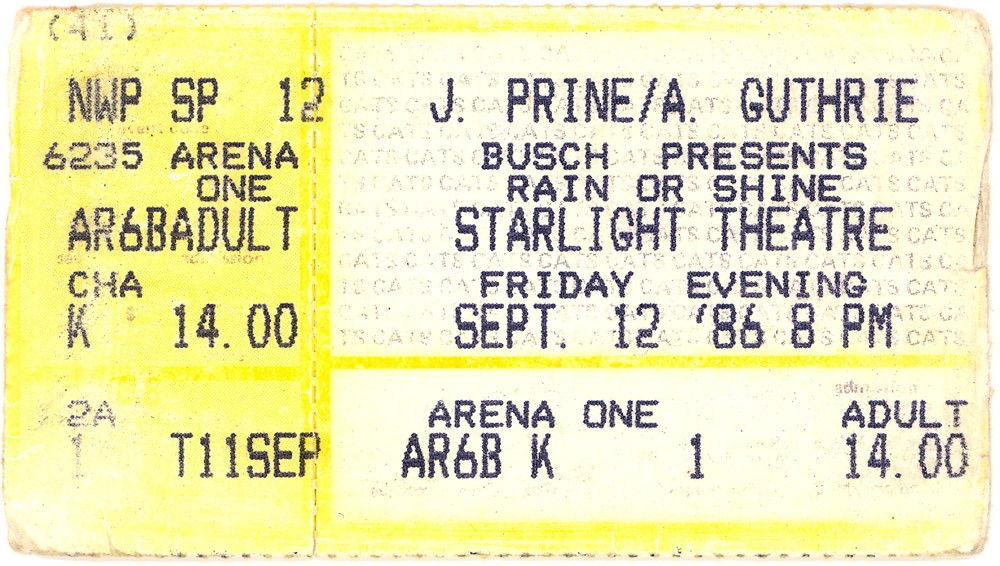 (41)
NWP SP 12
6235 ARENA
ONE
AR6BADULT
CHA
K 14.00
2A
1 T11SEP
J. PRINE/A. GUTHRIE
BUSCH PRESENTS
RAIN OR SHINE
STARLIGHT THEATRE
FRIDAY EVENING
SEPT. 12 '86 8 PM
admission
ARENA ONE ADULT
AR6B K 1 14.00